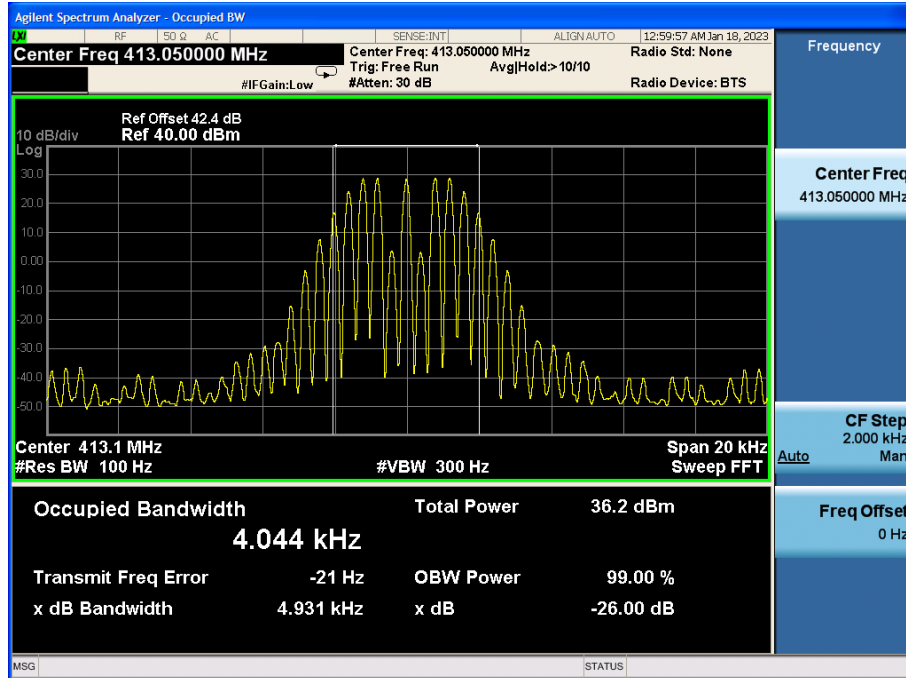 Agilent Spectrum Analyzer - Occupied BW
LXI RF 50 Ω AC SENSE:INT ALIGN AUTO 12:59:57 AM Jan 18, 2023
Center Freq 413.050000 MHz
Center Freq: 413.050000 MHz Radio Std: None
Trig: Free Run Avg|Hold:>10/10
#IFGain:Low #Atten: 30 dB Radio Device: BTS
Ref Offset 42.4 dB
10 dB/div Ref 40.00 dBm
Log
30.0
20.0
10.0
0.00
-10.0
-20.0
-30.0
-40.0
-50.0
Center 413.1 MHz Span 20 kHz
#Res BW 100 Hz #VBW 300 Hz Sweep FFT
Occupied Bandwidth Total Power 36.2 dBm
4.044 kHz
Transmit Freq Error -21 Hz OBW Power 99.00 %
x dB Bandwidth 4.931 kHz x dB -26.00 dB
MSG STATUS
Frequency
Center Freq
413.050000 MHz
CF Step
2.000 kHz
Auto Man
Freq Offset
0 Hz